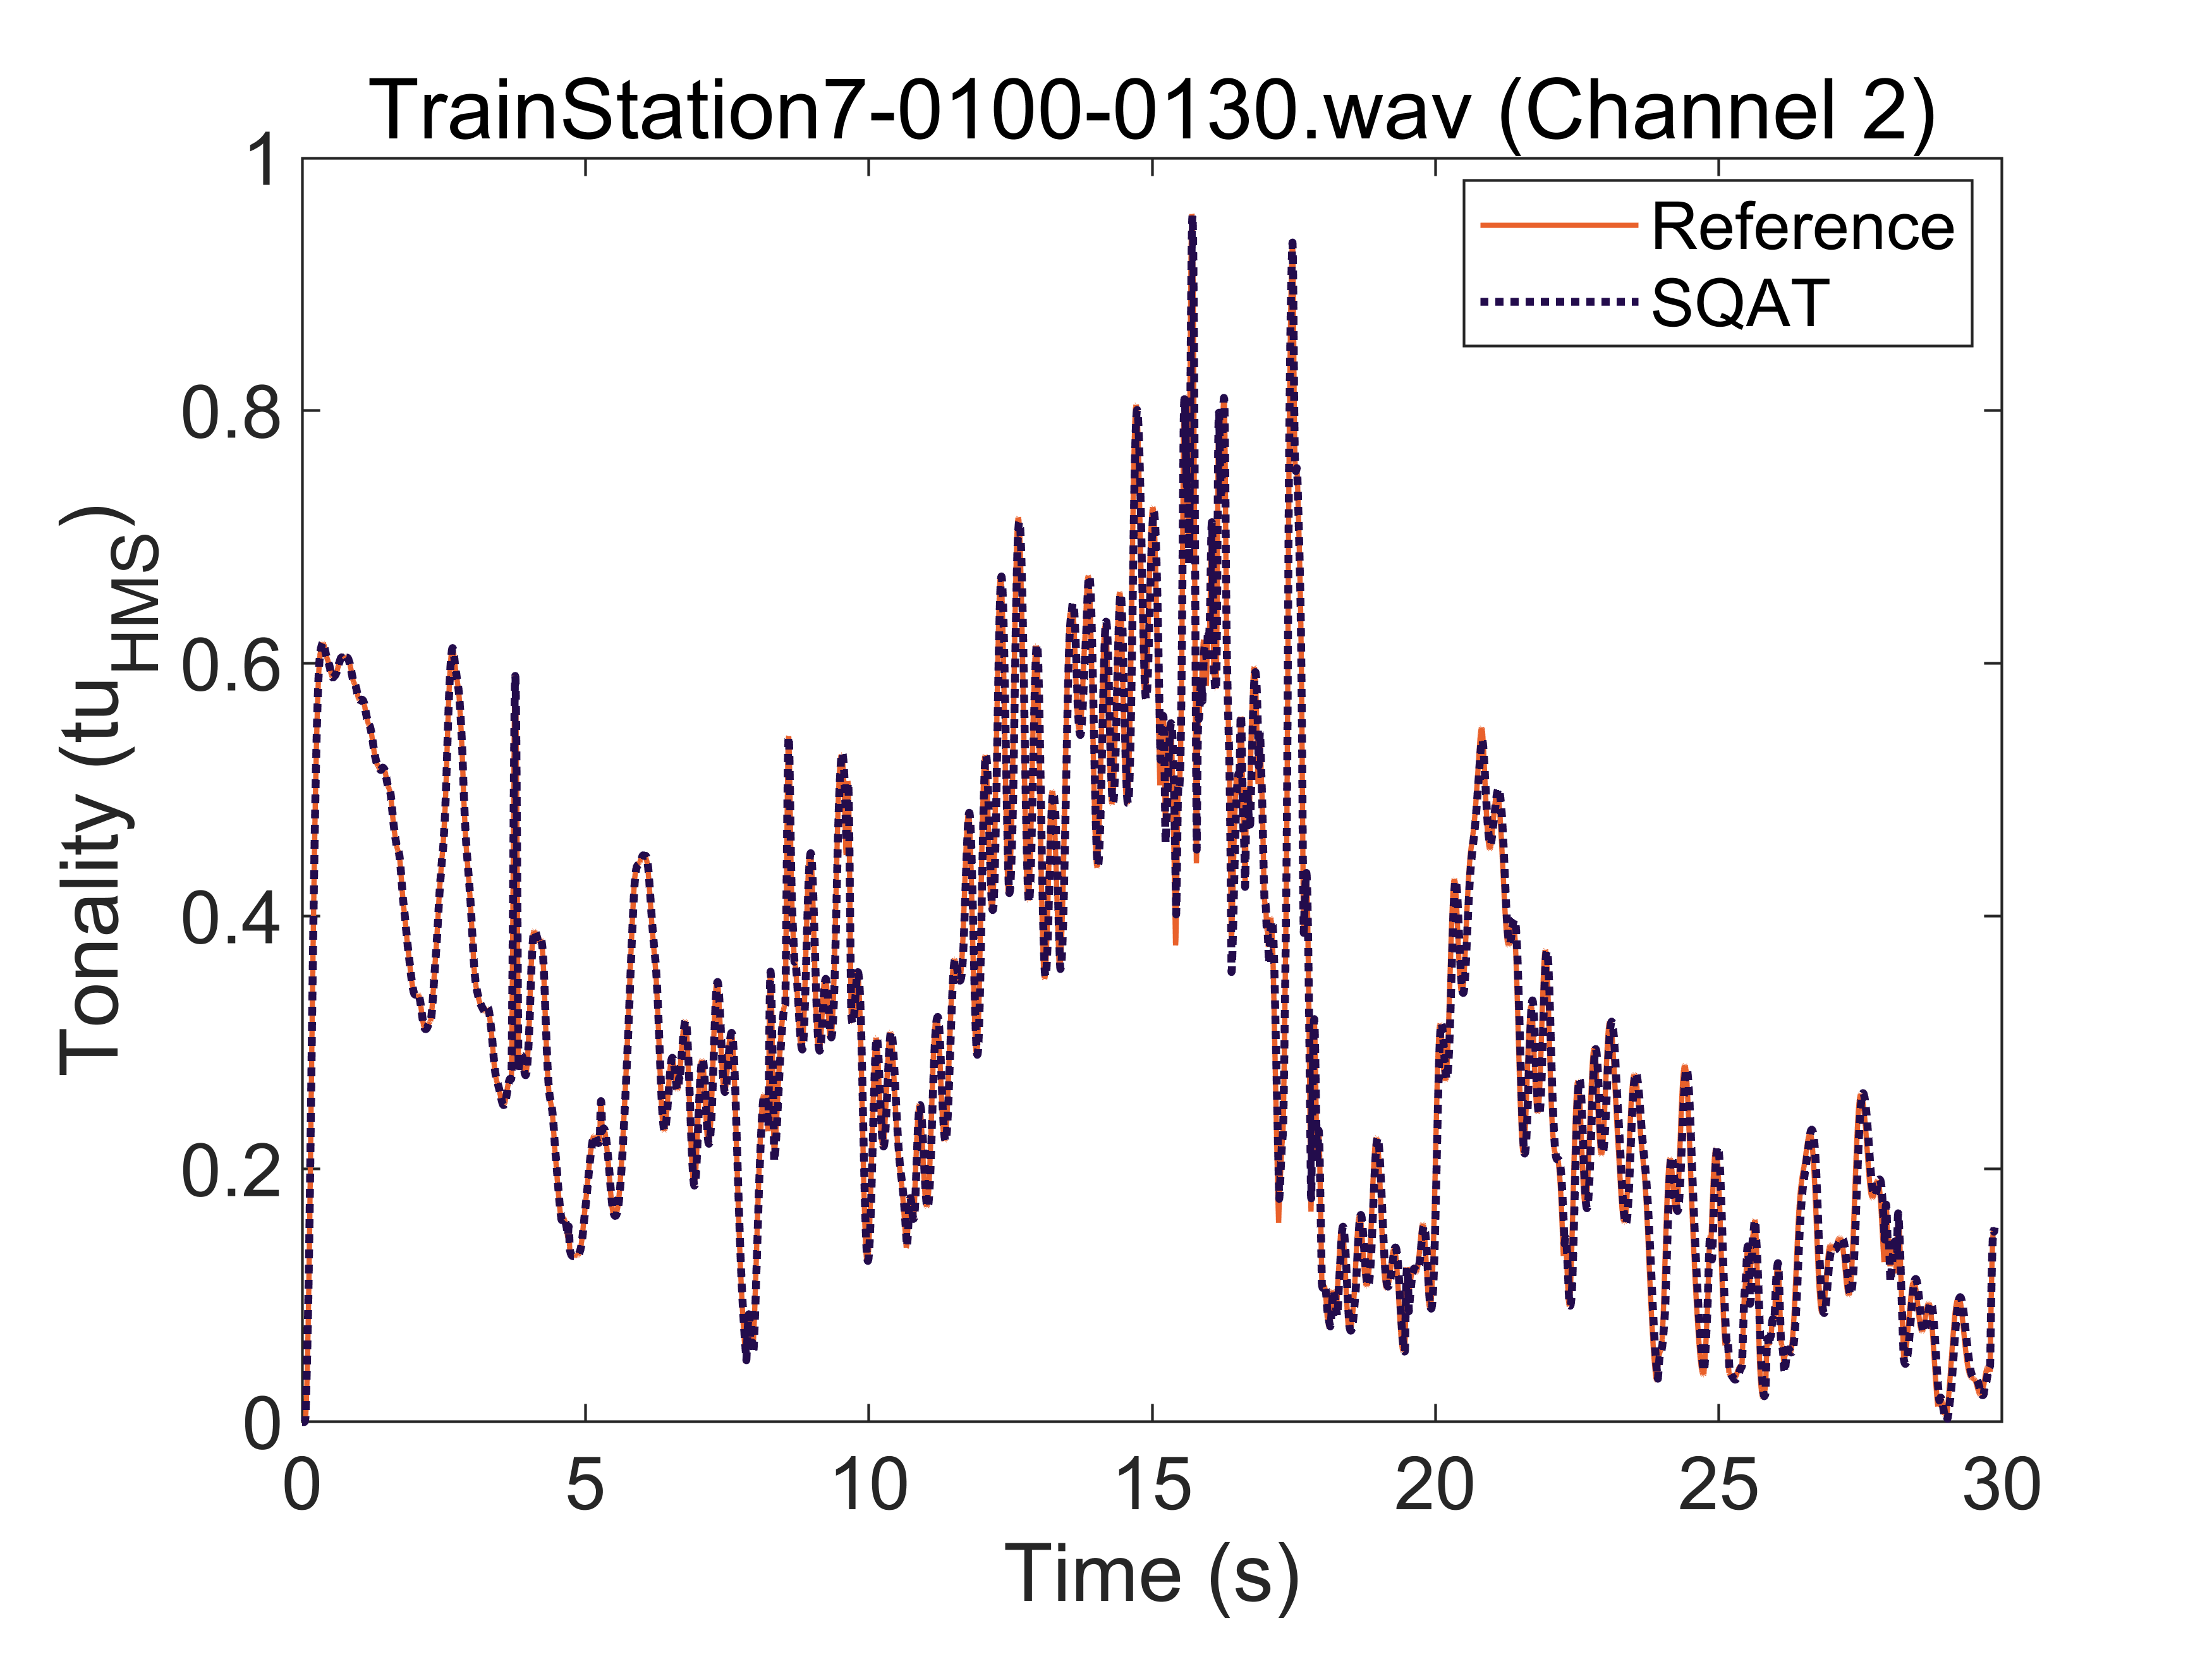 TrainStation7-0100-0130.wav (Channel 2)
1
0.8
0.6
0.4
0.2
0
Tonality (tu_HMS)
Reference
SQAT
0 5 10 15 20 25 30
Time (s)